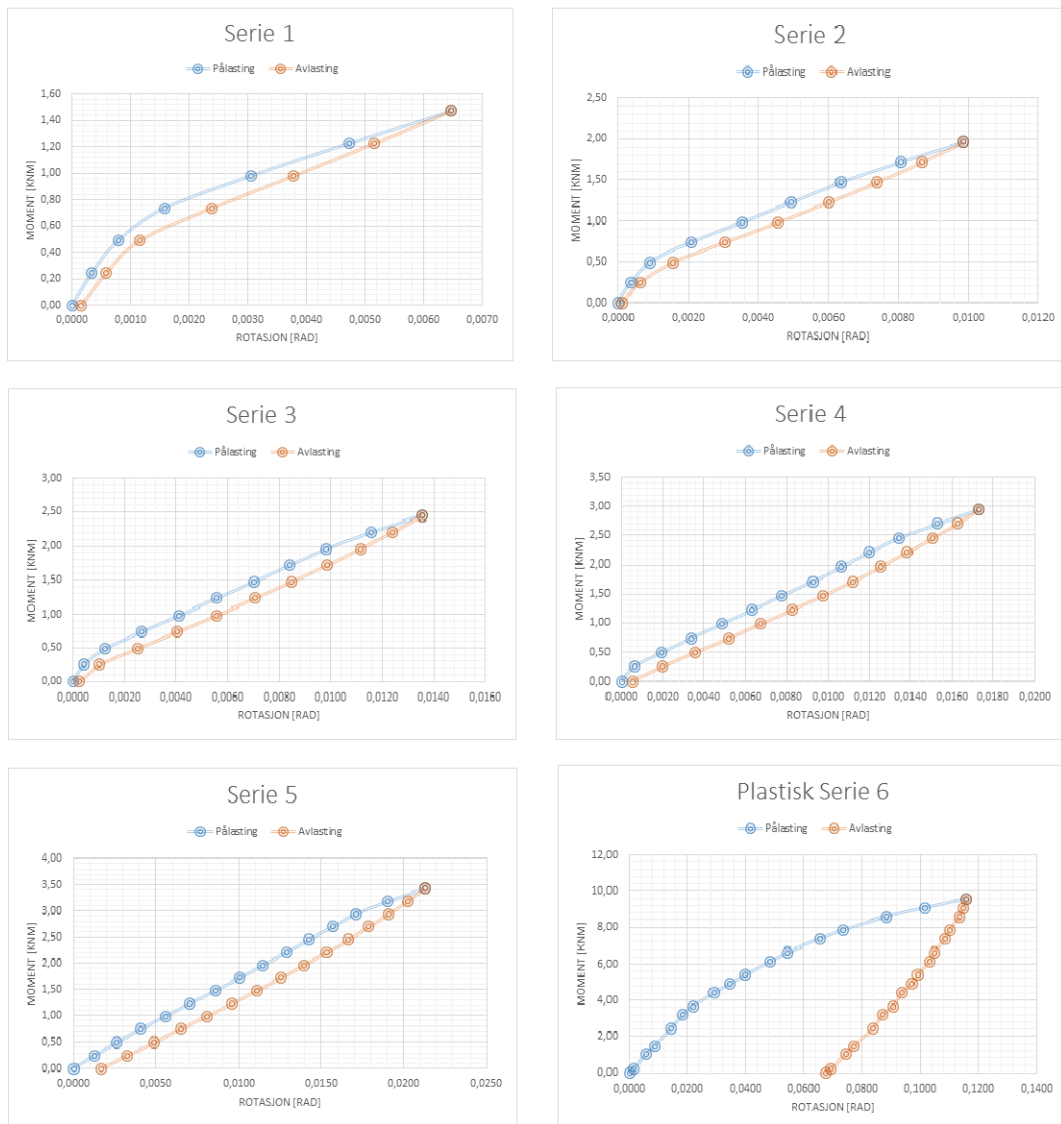 Serie 1
Pålasting Avlasting
MOMENT [KNM]
1,60
1,40
1,20
1,00
0,80
0,60
0,40
0,20
0,00
0,0000 0,0010 0,0020 0,0030 0,0040 0,0050 0,0060 0,0070
ROTASJON [RAD]
Serie 2
Pålasting Avlasting
MOMENT [KNM]
2,50
2,00
1,50
1,00
0,50
0,00
0,0000 0,0020 0,0040 0,0060 0,0080 0,0100 0,0120
ROTASJON [RAD]
Serie 3
Pålasting Avlasting
MOMENT [KNM]
3,00
2,50
2,00
1,50
1,00
0,50
0,00
0,0000 0,0020 0,0040 0,0060 0,0080 0,0100 0,0120 0,0140 0,0160
ROTASJON [RAD]
Serie 4
Pålasting Avlasting
MOMENT [KNM]
3,50
3,00
2,50
2,00
1,50
1,00
0,50
0,00
0,0000 0,0020 0,0040 0,0060 0,0080 0,0100 0,0120 0,0140 0,0160 0,0180 0,0200
ROTASJON [RAD]
Serie 5
Pålasting Avlasting
MOMENT [KNM]
4,00
3,50
3,00
2,50
2,00
1,50
1,00
0,50
0,00
0,0000 0,0050 0,0100 0,0150 0,0200 0,0250
ROTASJON [RAD]
Plastisk Serie 6
Pålasting Avlasting
MOMENT [KNM]
12,00
10,00
8,00
6,00
4,00
2,00
0,00
0,0000 0,0200 0,0400 0,0600 0,0800 0,1000 0,1200 0,1400
ROTASJON [RAD]